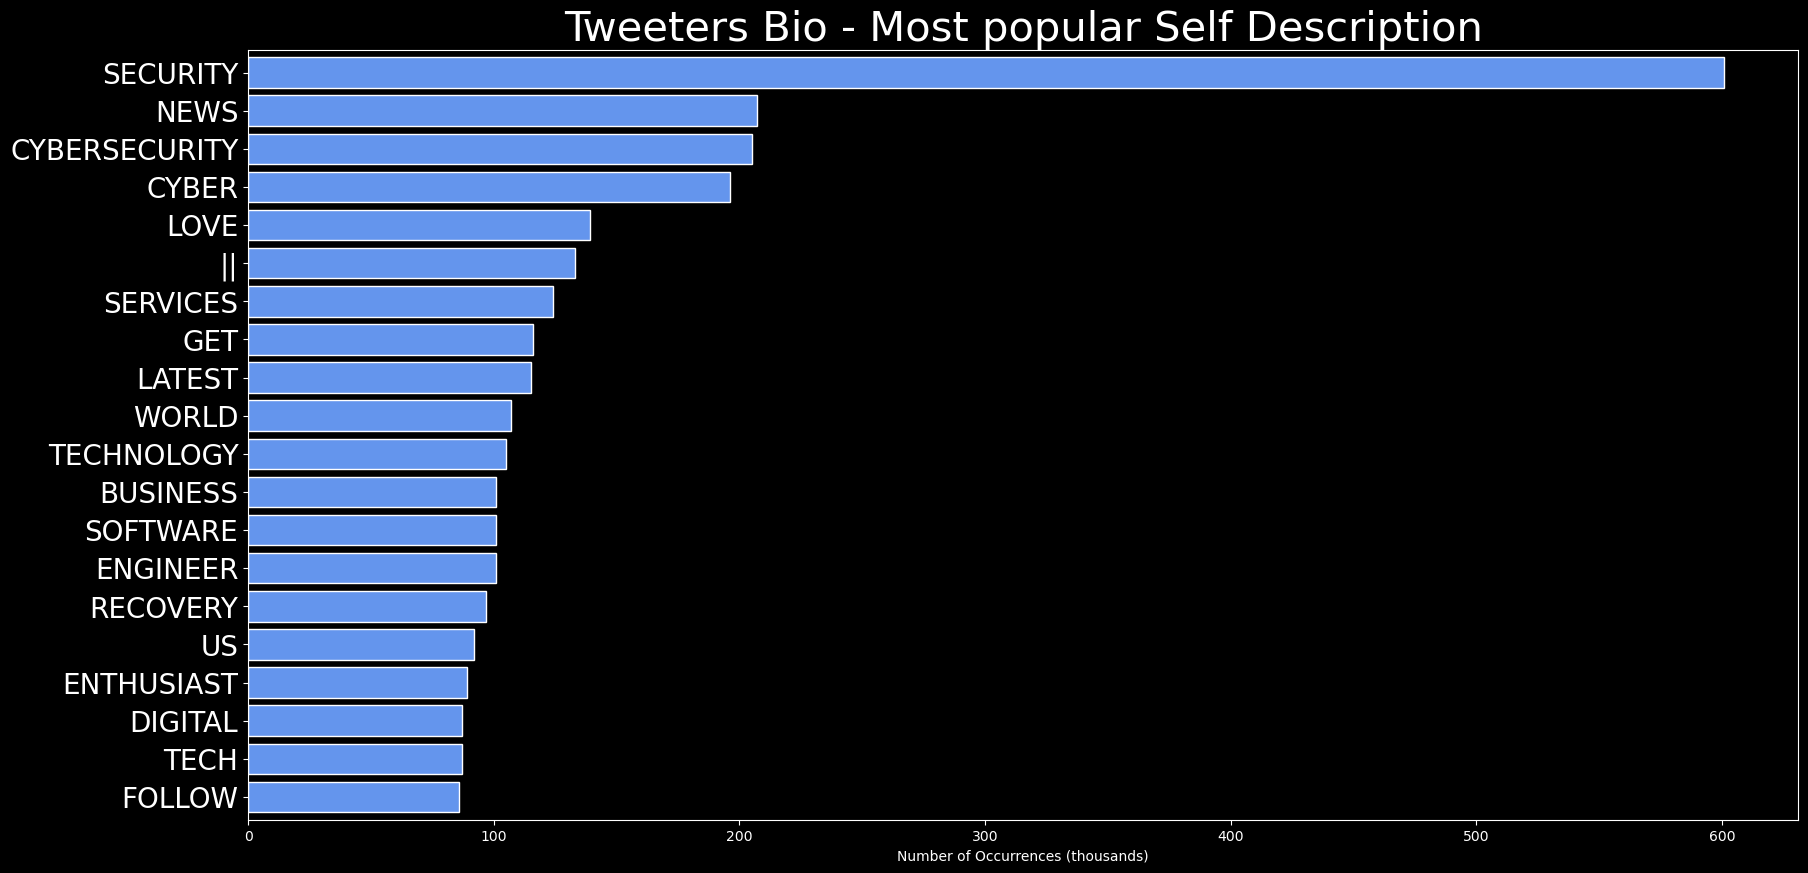 Tweeters Bio - Most popular Self Description
SECURITY
NEWS
CYBERSECURITY
CYBER
LOVE
||
SERVICES
GET
LATEST
WORLD
TECHNOLOGY
BUSINESS
SOFTWARE
ENGINEER
RECOVERY
US
ENTHUSIAST
DIGITAL
TECH
FOLLOW
0 100 200 300 400 500 600
Number of Occurrences (thousands)